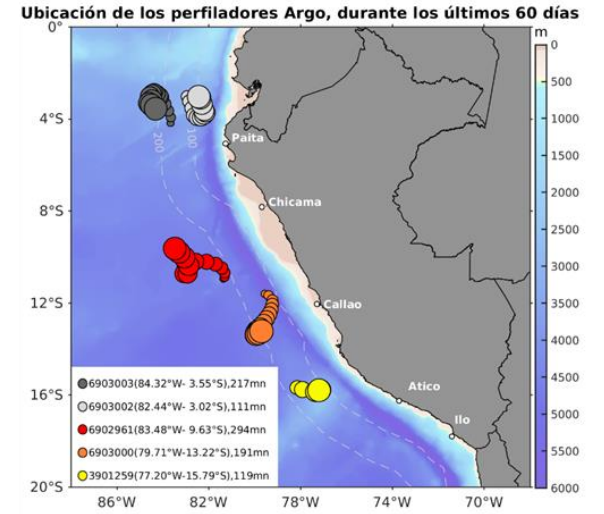 Ubicación de los perfiladores Argo, durante los últimos 60 días
m
0°
4°S
8°S
12°S
16°S
20°S
86°W
82°W
78°W
74°W
70°W
0
500
1000
1500
2000
2500
3000
3500
4000
4500
5000
5500
6000
200
100
Paita
Chicama
Callao
Atico
Ilo
6903003(84.32°W- 3.55°S),217mn
6903002(82.44°W- 3.02°S),111mn
6902961(83.48°W- 9.63°S),294mn
6903000(79.71°W-13.22°S),191mn
3901259(77.20°W-15.79°S),119mn